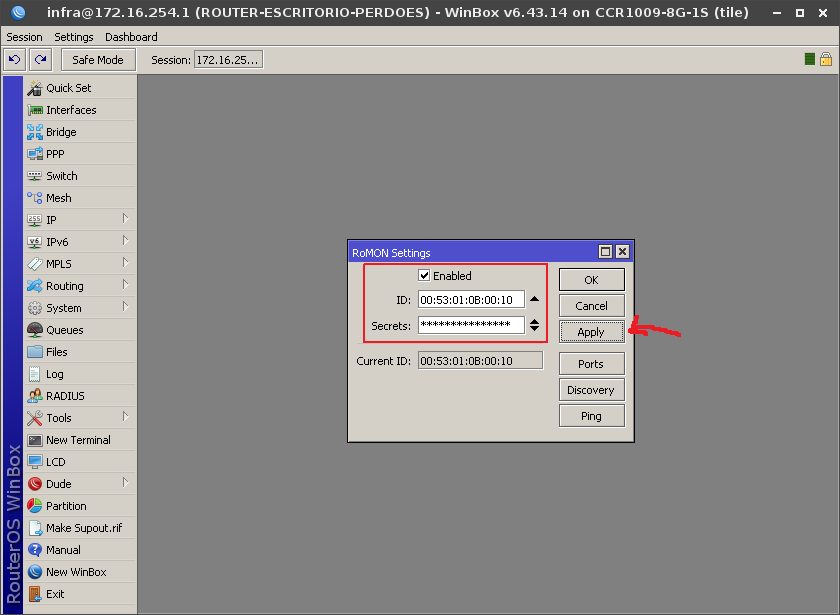 infra@172.16.254.1 (ROUTER-ESCRITORIO-PERDOES) - WinBox v6.43.14 on CCR1009-8G-1S (tile)
Session Settings Dashboard
Safe Mode Session: 172.16.25...
Quick Set
Interfaces
Bridge
PPP
Switch
Mesh
255 IP
v6 IPv6
MPLS
Routing
System
Queues
Files
Log
RADIUS
Tools
New Terminal
LCD
Dude
Partition
Make Supout.rif
Manual
New WinBox
Exit
RouterOS WinBox
RoMON Settings
Enabled
ID: 00:53:01:0B:00:10
Secrets: ***************
Current ID: 00:53:01:0B:00:10
OK
Cancel
Apply
Ports
Discovery
Ping